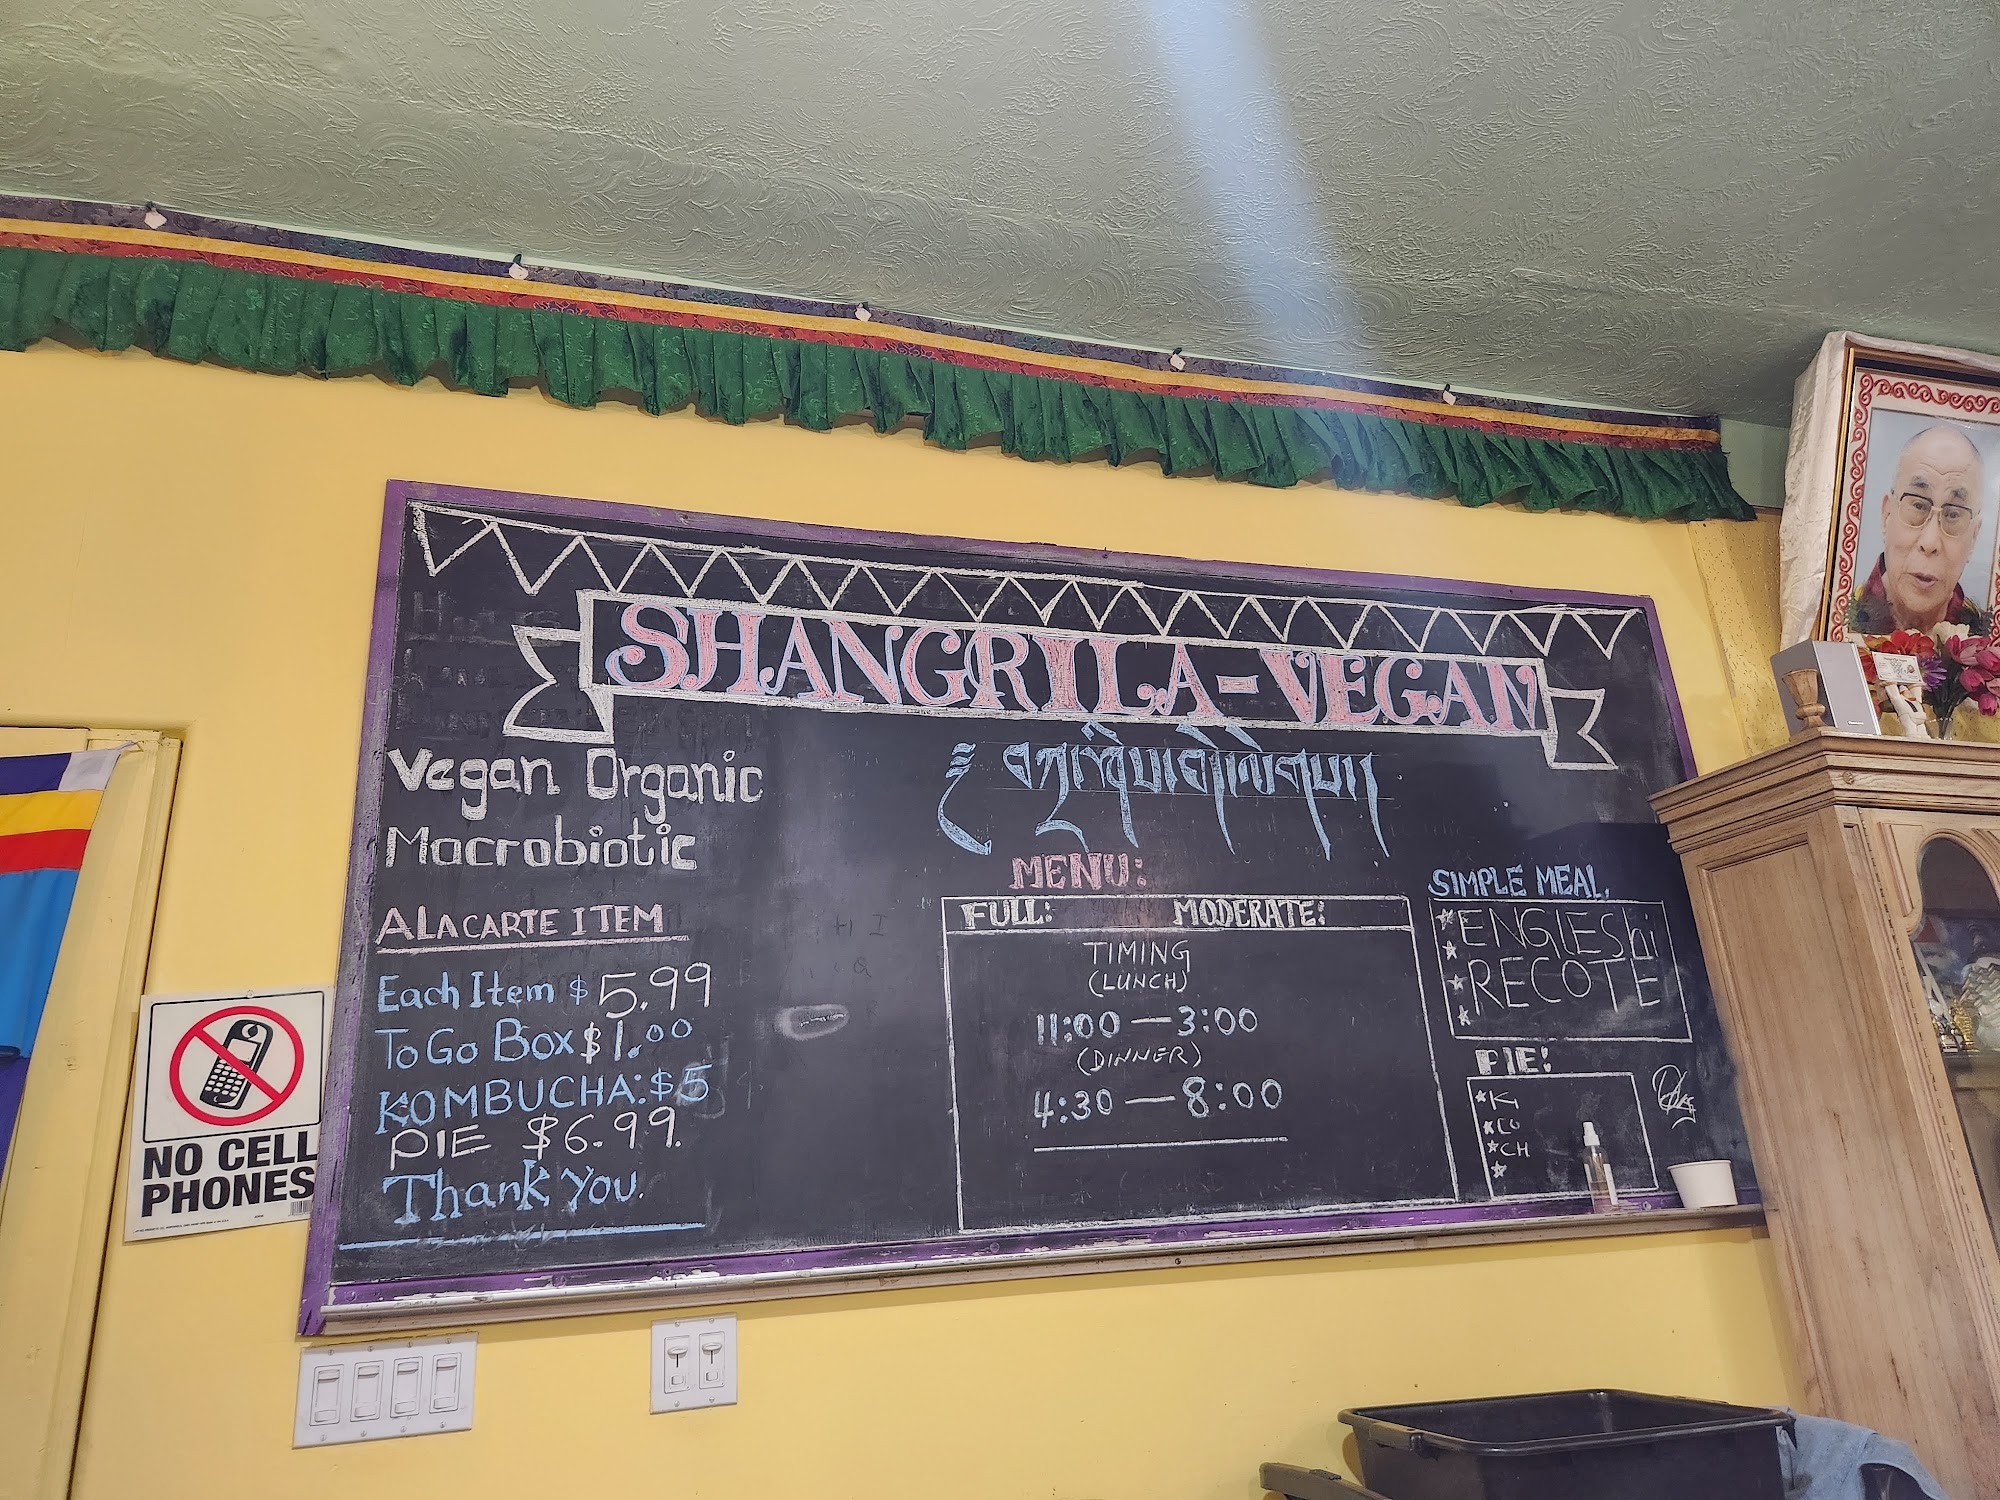 SHANGRILA-VEGAN
Vegan Organic
Macrobiotic
ALACARTE ITEM
Each Item $5.99
To Go Box $1.00
KOMBUCHA: $5
PIE $6.99.
Thank You.
MENU:
FULL: MODERATE:
TIMING
(LUNCH)
11:00 — 3:00
(DINNER)
4:30 — 8:00
SIMPLE MEAL.
ENGLEShi
RECOTE
PIE:
CH
NO CELL
PHONES